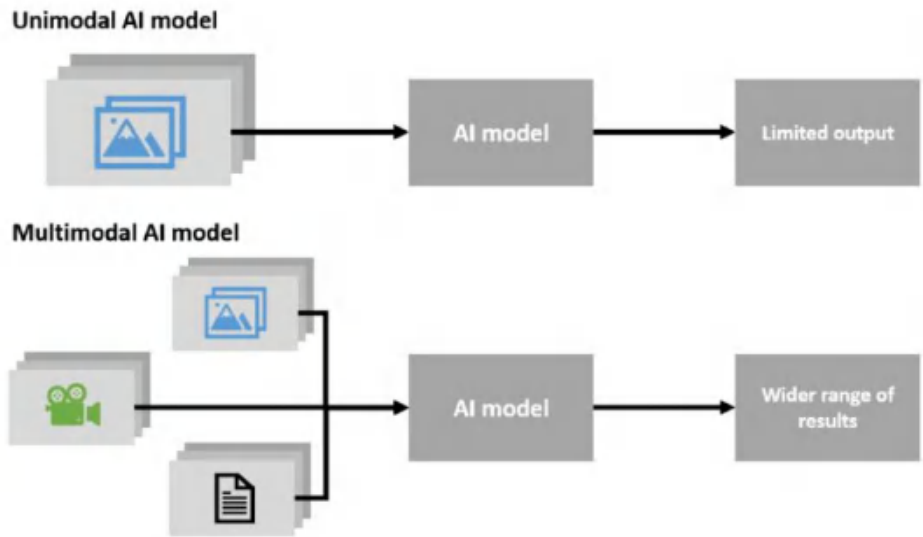 Unimodal AI model
AI model
Limited output
Multimodal AI model
AI model
Wider range of
results